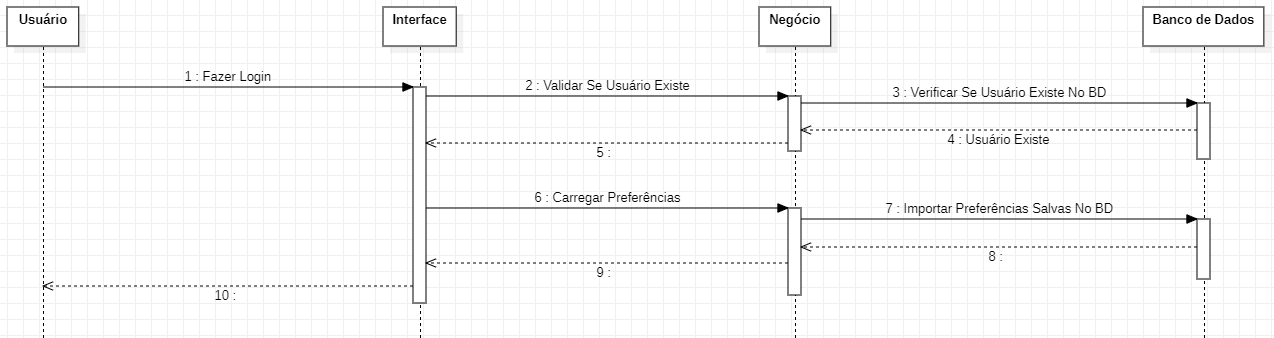 Usuário
Interface
Negócio
Banco de Dados
1 : Fazer Login
2 : Validar Se Usuário Existe
3 : Verificar Se Usuário Existe No BD
4 : Usuário Existe
5 :
6 : Carregar Preferências
7 : Importar Preferências Salvas No BD
8 :
9 :
10 :